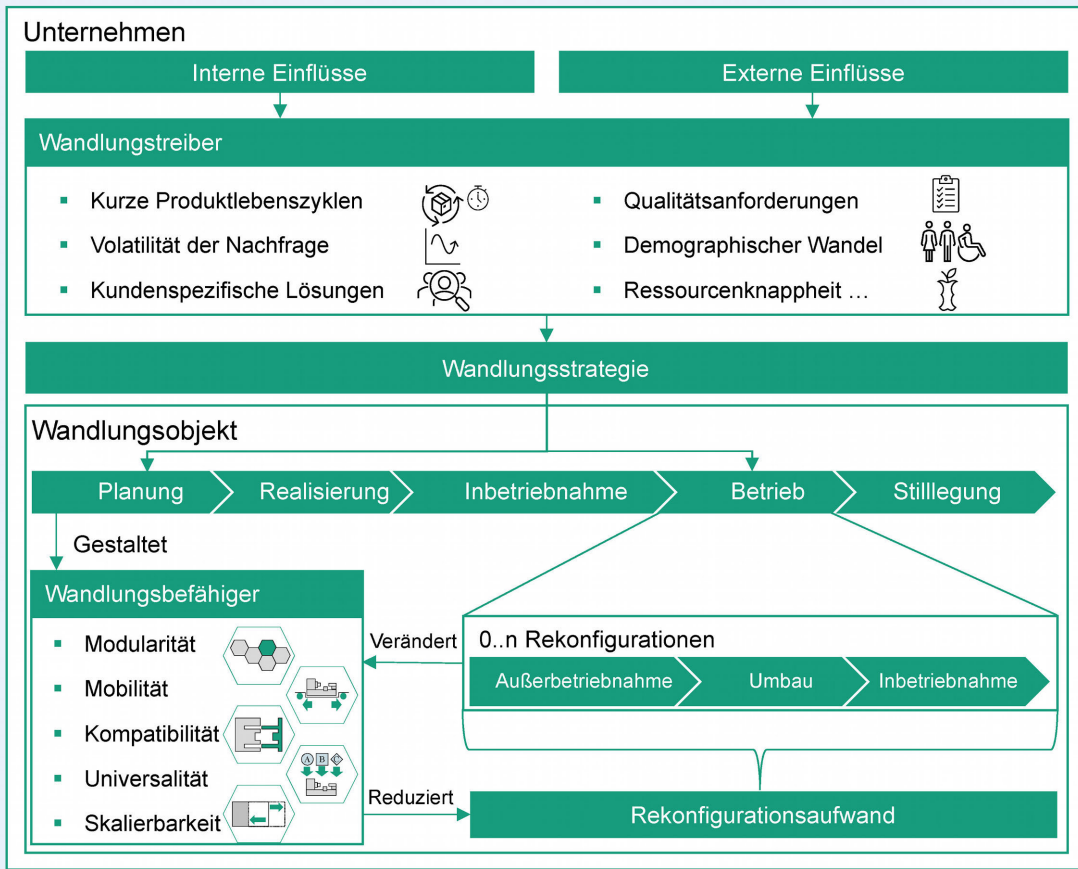 Unternehmen
Interne Einflüsse
Externe Einflüsse
Wandlungstreiber
▪ Kurze Produktlebenszyklen
▪ Volatilität der Nachfrage
▪ Kundenspezifische Lösungen
▪ Qualitätsanforderungen
▪ Demographischer Wandel
▪ Ressourcenknappheit …
Wandlungsstrategie
Wandlungsobjekt
Planung
Realisierung
Inbetriebnahme
Betrieb
Stilllegung
Gestaltet
Wandlungsbefähiger
▪ Modularität
▪ Mobilität
▪ Kompatibilität
▪ Universalität
▪ Skalierbarkeit
A B C
Verändert
Reduziert
0..n Rekonfigurationen
Außerbetriebnahme
Umbau
Inbetriebnahme
Rekonfigurationsaufwand